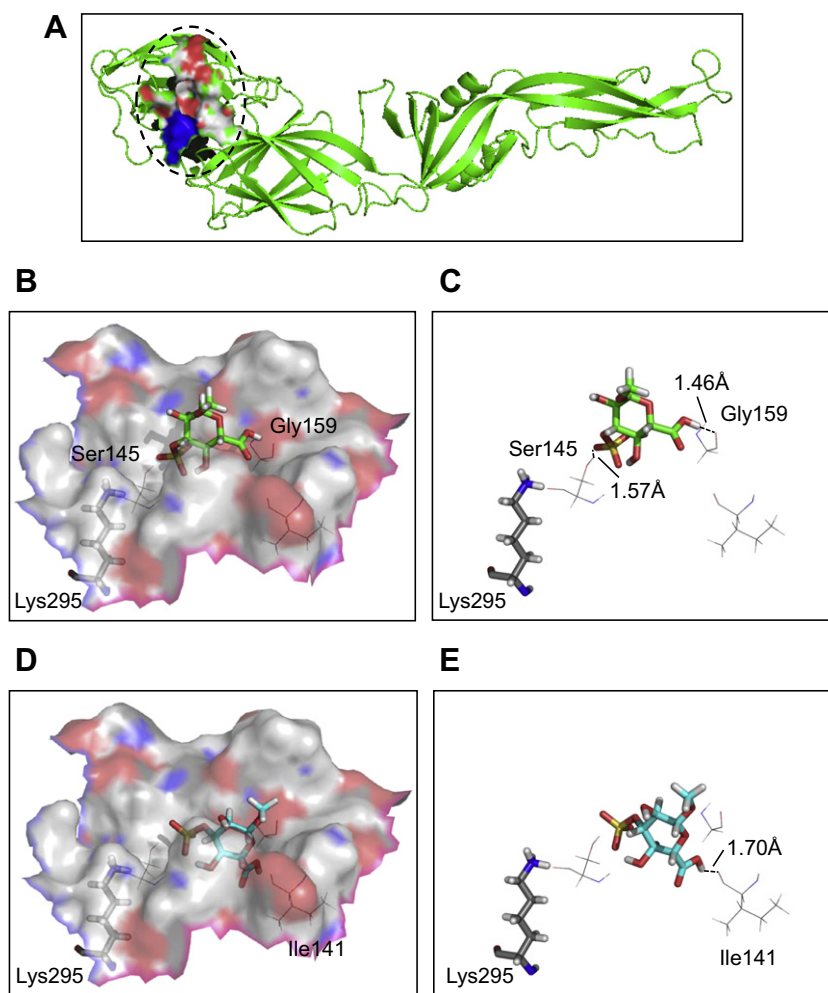 A
B
C
Ser145
Gly159
Lys295
1.46Å
Gly159
Ser145
1.57Å
Lys295
D
E
Lys295
Ile141
1.70Å
Lys295
Ile141